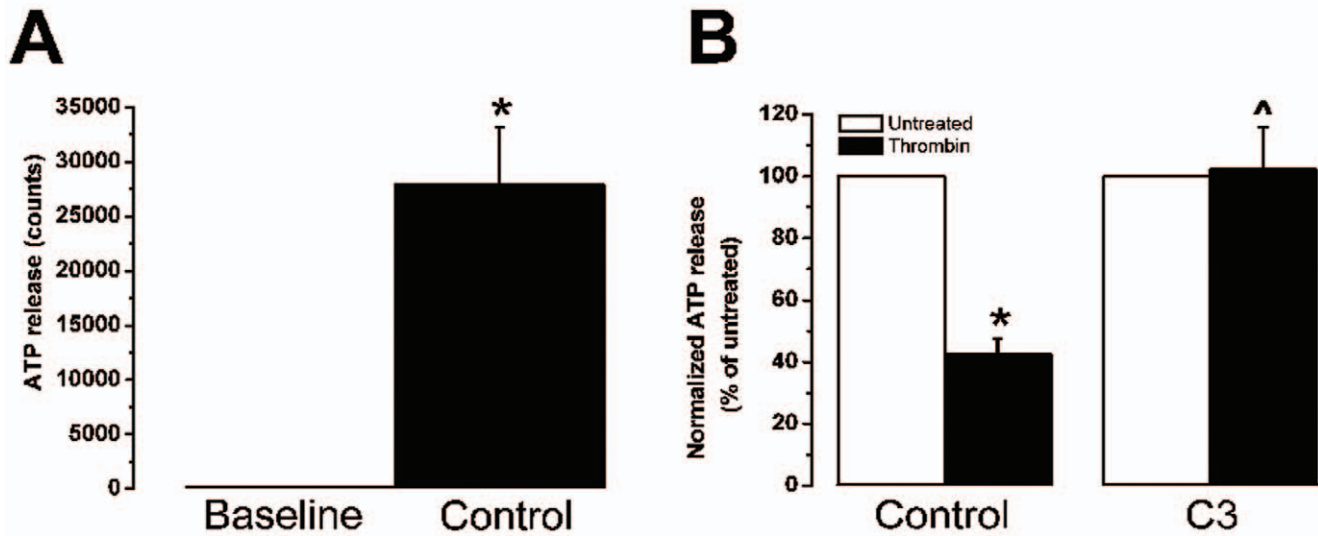 A
B
ATP release (counts)
35000
30000
25000
20000
15000
10000
5000
0
*
Baseline
Control
Normalized ATP release
(% of untreated)
120
100
80
60
40
20
0
Untreated
Thrombin
*
^
Control
C3